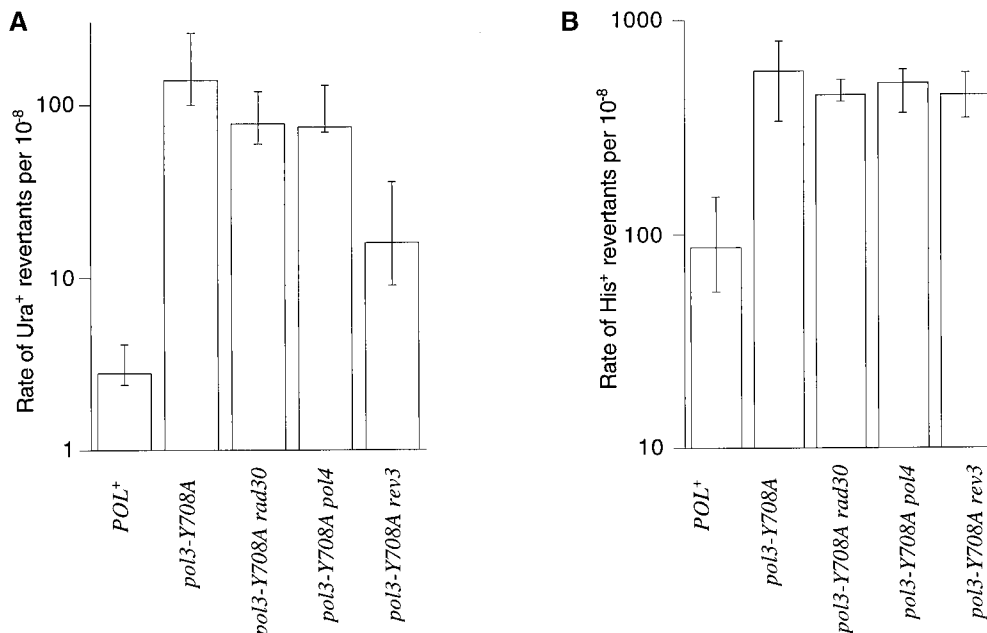 A
Rate of Ura⁺ revertants per 10⁻⁸
100
10
1
POL⁺
pol3-Y708A
pol3-Y708A rad30
pol3-Y708A pol4
pol3-Y708A rev3
B
Rate of His⁺ revertants per 10⁻⁸
1000
100
10
POL⁺
pol3-Y708A
pol3-Y708A rad30
pol3-Y708A pol4
pol3-Y708A rev3